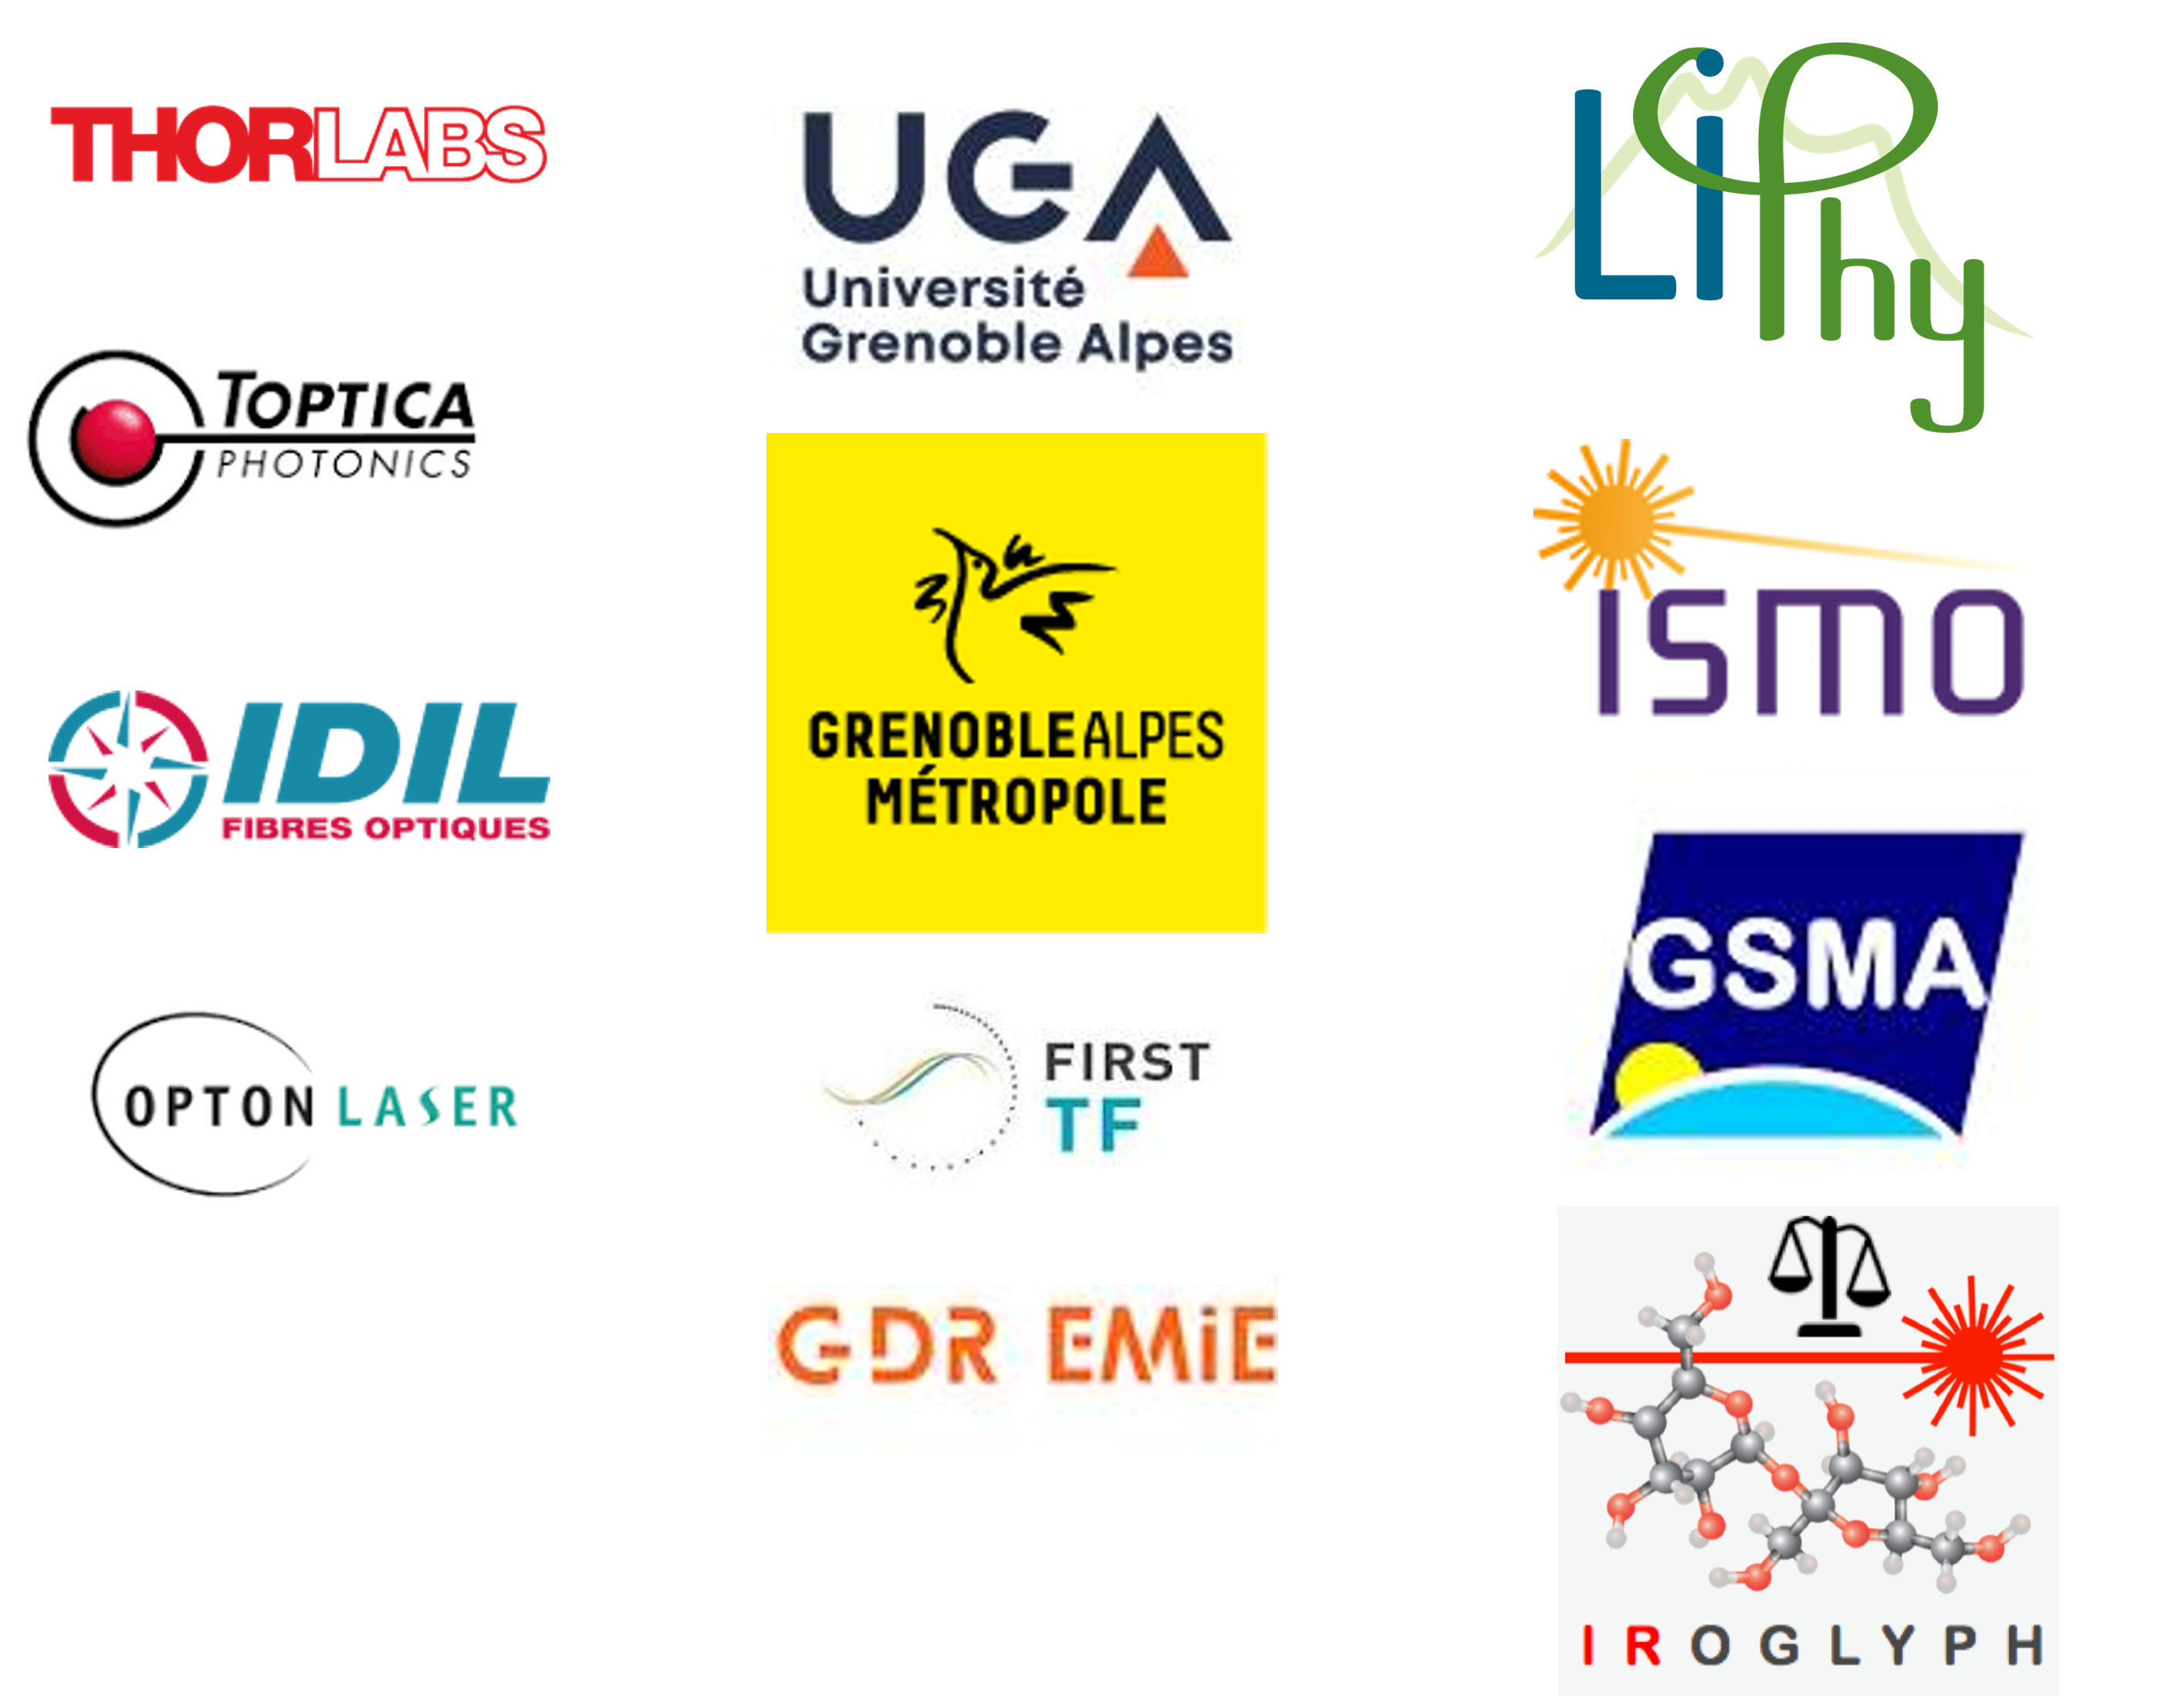 THORLABS
TOPTICA
PHOTONICS
IDIL
FIBRES OPTIQUES
OPTON LASER
UGA
Université
Grenoble Alpes
GRENOBLEALPES
MÉTROPOLE
FIRST
TF
GDR EMiE
LiPhy
ISMO
GSMA
IROGLYPH